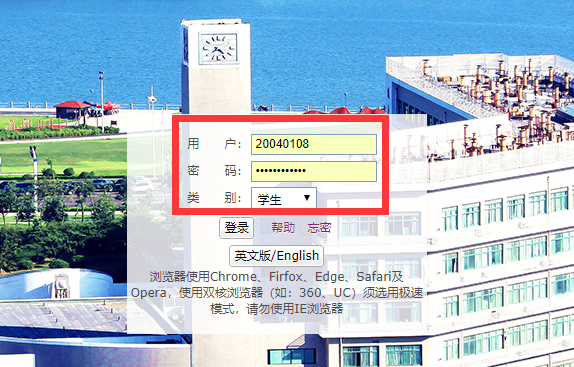 用 户: 20040108
密 码: ••••••••••••
类 别: 学生
登录 帮助 忘密
英文版/English
浏览器使用Chrome、Firfox、Edge、Safari及
Opera，使用双核浏览器（如：360、UC）须选用极速
模式，请勿使用IE浏览器